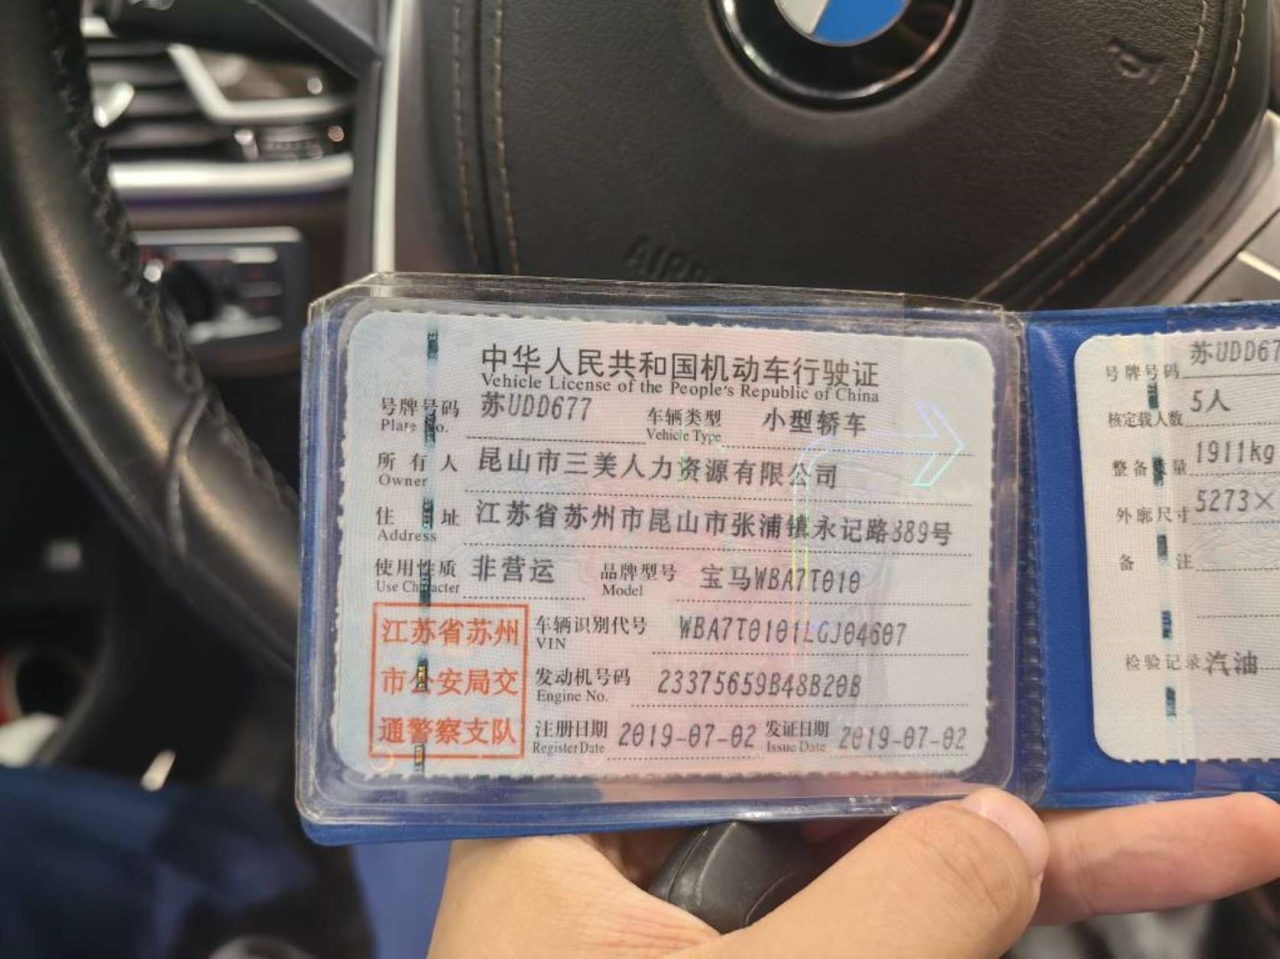 AIRB
中华人民共和国机动车行驶证
Vehicle License of the People's Republic of China
号牌号码 苏UDD677 车辆类型 小型轿车
Plate No. Vehicle Type
所有人 昆山市三美人力资源有限公司
Owner
住址 江苏省苏州市昆山市张浦镇永记路389号
Address
使用性质 非营运 品牌型号 宝马WBA7T010
Use Character Model
江苏省苏州
市公安局交
通警察支队
车辆识别代号 WBA7T0101LGJ04607
VIN
发动机号码 23375659B48B20B
Engine No.
注册日期 2019-07-02 发证日期 2019-07-02
Register Date Issue Date
号牌号码 苏UDD67
核定载人数 5人
整备质量 1911kg
外廓尺寸 5273×
备注
检验记录 汽油